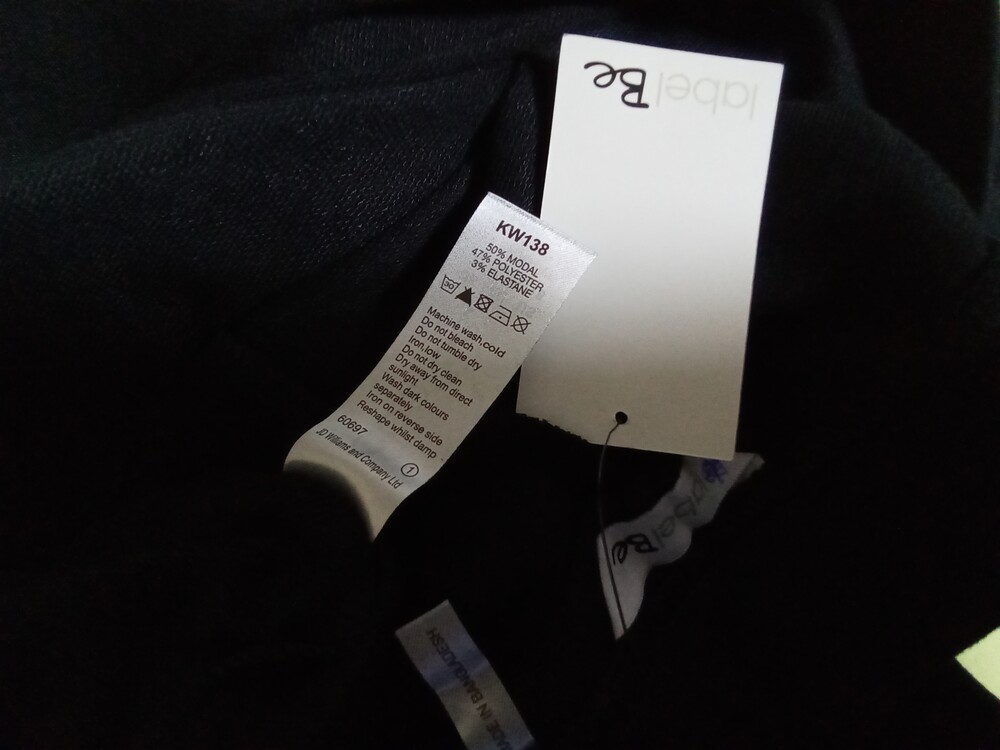 labelBe
KW138
50% MODAL
47% POLYESTER
3% ELASTANE
30
Machine wash,cold
Do not bleach
Do not tumble dry
Iron,low
Do not dry clean
Dry away from direct
sunlight
Wash dark colours
separately
Iron on reverse side
Reshape whilst damp
60697
1
JD Williams and Company Ltd
labelBe
MADE IN BANGLADESH